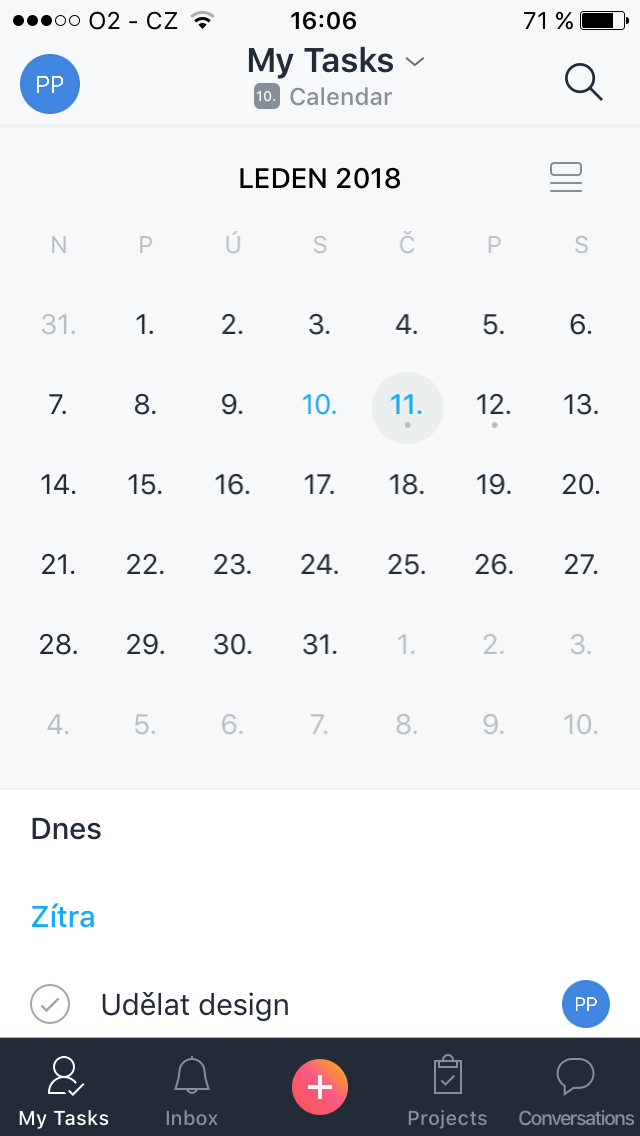 O2 - CZ 16:06 71 %
PP My Tasks
10. Calendar
LEDEN 2018
N P Ú S Č P S
31. 1. 2. 3. 4. 5. 6.
7. 8. 9. 10. 11. 12. 13.
14. 15. 16. 17. 18. 19. 20.
21. 22. 23. 24. 25. 26. 27.
28. 29. 30. 31. 1. 2. 3.
4. 5. 6. 7. 8. 9. 10.
Dnes
Zítra
Udělat design PP
My Tasks Inbox Projects Conversations